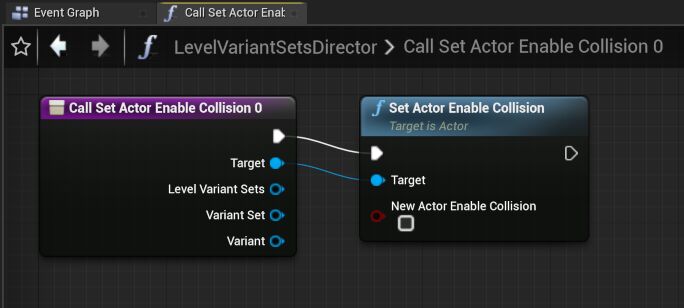 Event Graph
Call Set Actor Enab
LevelVariantSetsDirector > Call Set Actor Enable Collision 0
Call Set Actor Enable Collision 0
Target
Level Variant Sets
Variant Set
Variant
Set Actor Enable Collision
Target is Actor
Target
New Actor Enable Collision